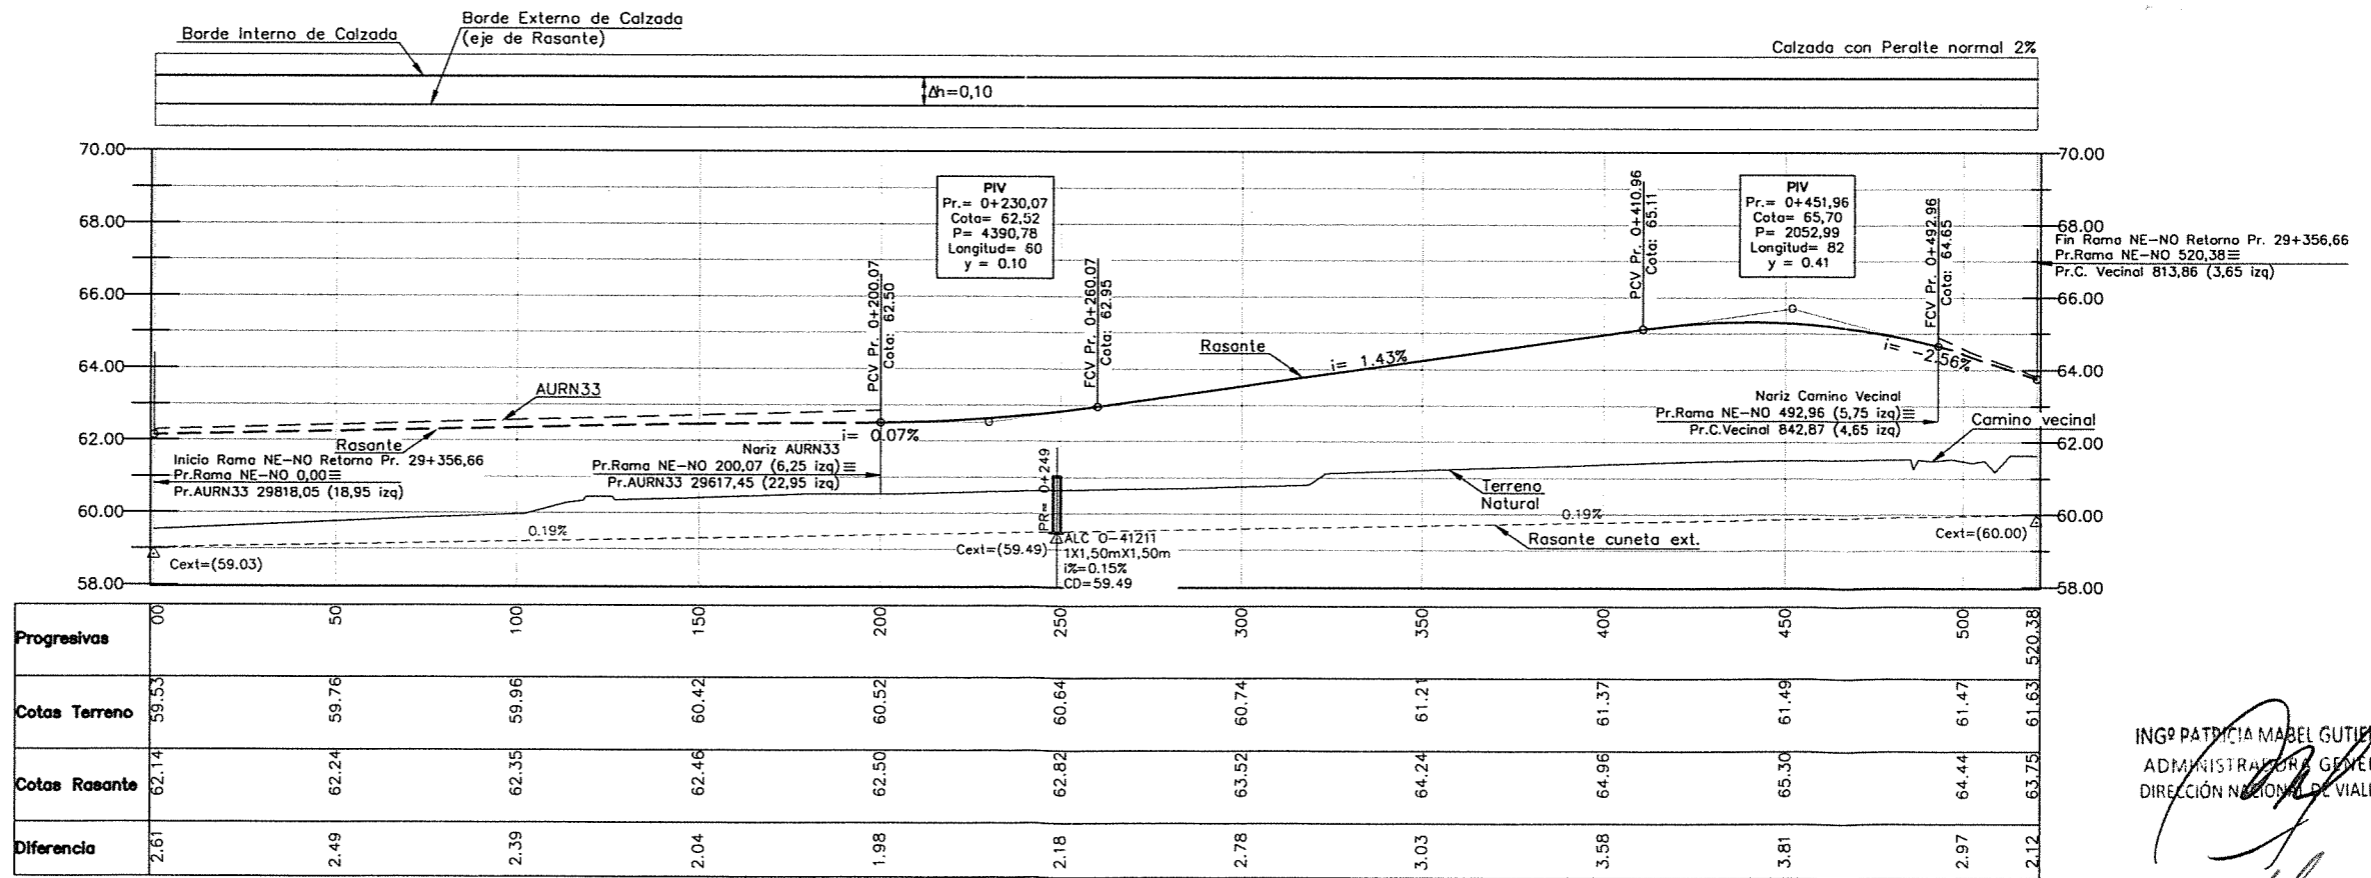 Borde Externo de Calzada
(eje de Rasante)
Borde Interno de Calzada
Calzada con Peralte normal 2%
Δh=0,10
70.00
68.00
66.00
64.00
62.00
60.00
58.00
70.00
68.00
66.00
64.00
62.00
60.00
58.00
PIV
Pr.= 0+230,07
Cota= 62,52
P= 4390,78
Longitud= 60
y = 0.10
PIV
Pr.= 0+451,96
Cota= 65,70
P= 2052,99
Longitud= 82
y = 0.41
PCV Pr. 0+200.07
Cota: 62.50
FCV Pr. 0+260.07
Cota: 62.95
PCV Pr. 0+410.96
Cota: 65.11
FCV Pr. 0+492.96
Cota: 64.65
Fin Rama NE-NO Retorno Pr. 29+356,66
Pr.Rama NE-NO 520,38≡
Pr.C. Vecinal 813,86 (3,65 izq)
AURN33
Rasante
i= 0.07%
Rasante
i= 1.43%
i= -2.56%
Inicio Rama NE-NO Retorno Pr. 29+356,66
Pr.Rama NE-NO 0,00≡
Pr.AURN33 29818,05 (18,95 izq)
Nariz AURN33
Pr.Rama NE-NO 200,07 (6,25 izq)≡
Pr.AURN33 29617,45 (22,95 izq)
Nariz Camino Vecinal
Pr.Rama NE-NO 492,96 (5,75 izq)≡
Pr.C.Vecinal 842,87 (4,65 izq)
Camino vecinal
PR= 0+249
Terreno
Natural
0.19%
0.19%
Rasante cuneta ext.
Cext=(59.03)
Cext=(59.49)
Cext=(60.00)
ALC O-41211
1X1,50mX1,50m
i%=0.15%
CD=59.49
Progresivas 00 50 100 150 200 250 300 350 400 450 500 520.38
Cotas Terreno 59.53 59.76 59.96 60.42 60.52 60.64 60.74 61.21 61.37 61.49 61.47 61.63
Cotas Rasante 62.14 62.24 62.35 62.46 62.50 62.82 63.52 64.24 64.96 65.30 64.44 63.75
Diferencia 2.61 2.49 2.39 2.04 1.98 2.18 2.78 3.03 3.58 3.81 2.97 2.12
INGº PATRICIA MABEL GUTIE
ADMINISTRADORA GENE
DIRECCIÓN NACIONAL DE VIALI